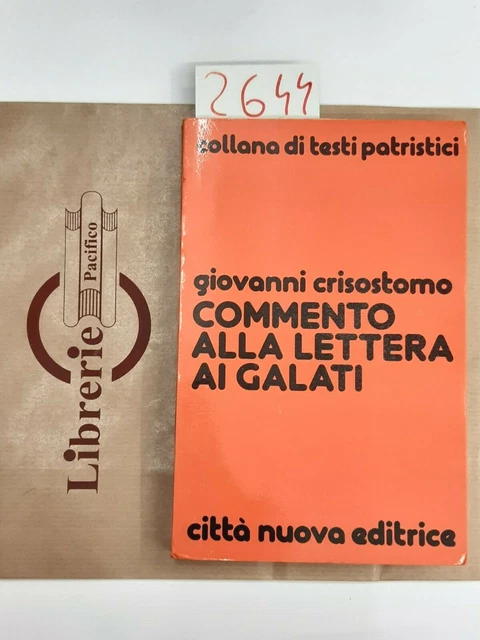 2644
collana di testi patristici
giovanni crisostomo
COMMENTO
ALLA LETTERA
AI GALATI
città nuova editrice
Librerie
Pacifico